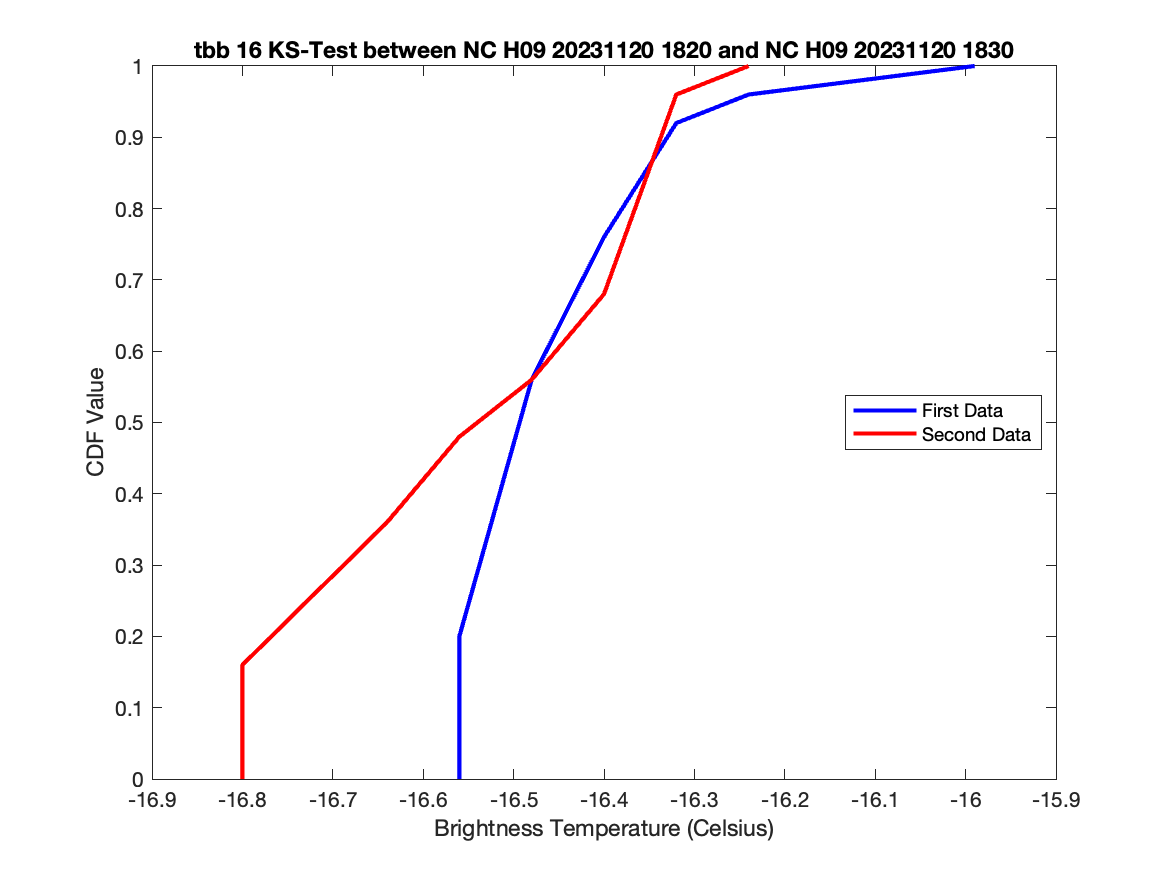 tbb 16 KS-Test between NC H09 20231120 1820 and NC H09 20231120 1830
1
0.9
0.8
0.7
0.6
0.5
0.4
0.3
0.2
0.1
0
CDF Value
First Data
Second Data
-16.9 -16.8 -16.7 -16.6 -16.5 -16.4 -16.3 -16.2 -16.1 -16 -15.9
Brightness Temperature (Celsius)